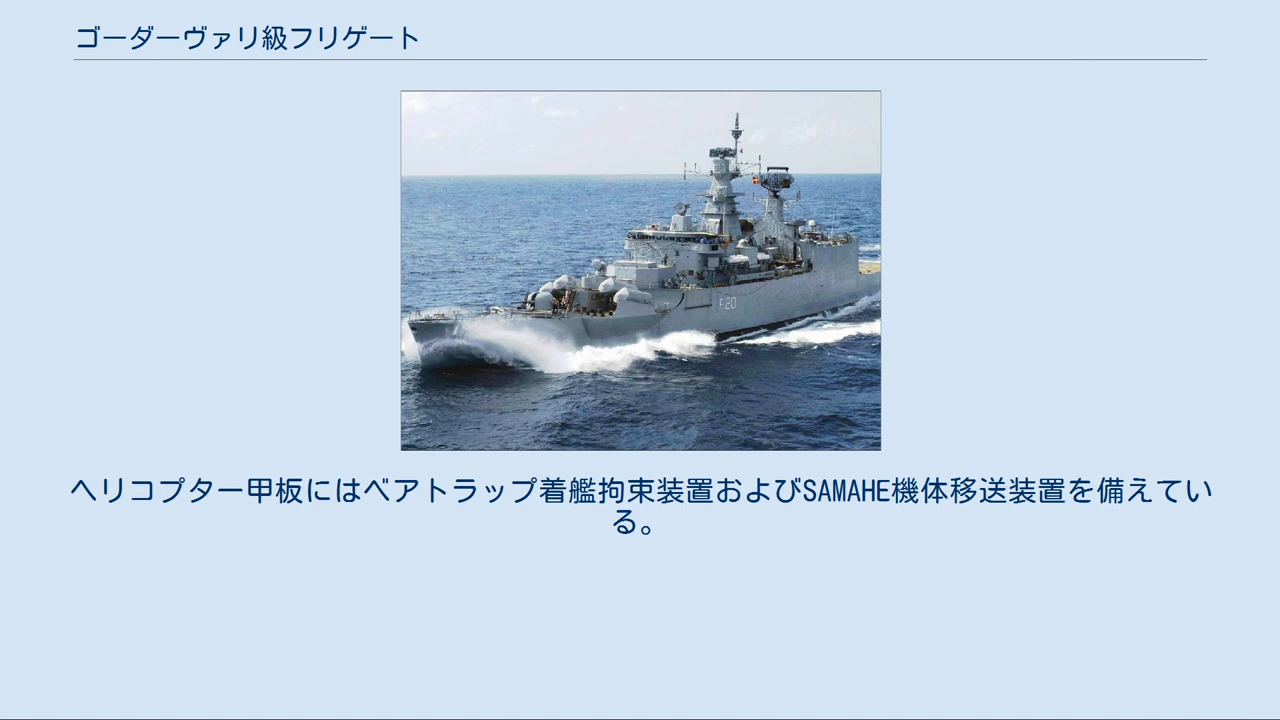 ゴーダーヴァリ級フリゲート
F20
ヘリコプター甲板にはベアトラップ着艦拘束装置およびSAMAHE機体移送装置を備えてい
る。